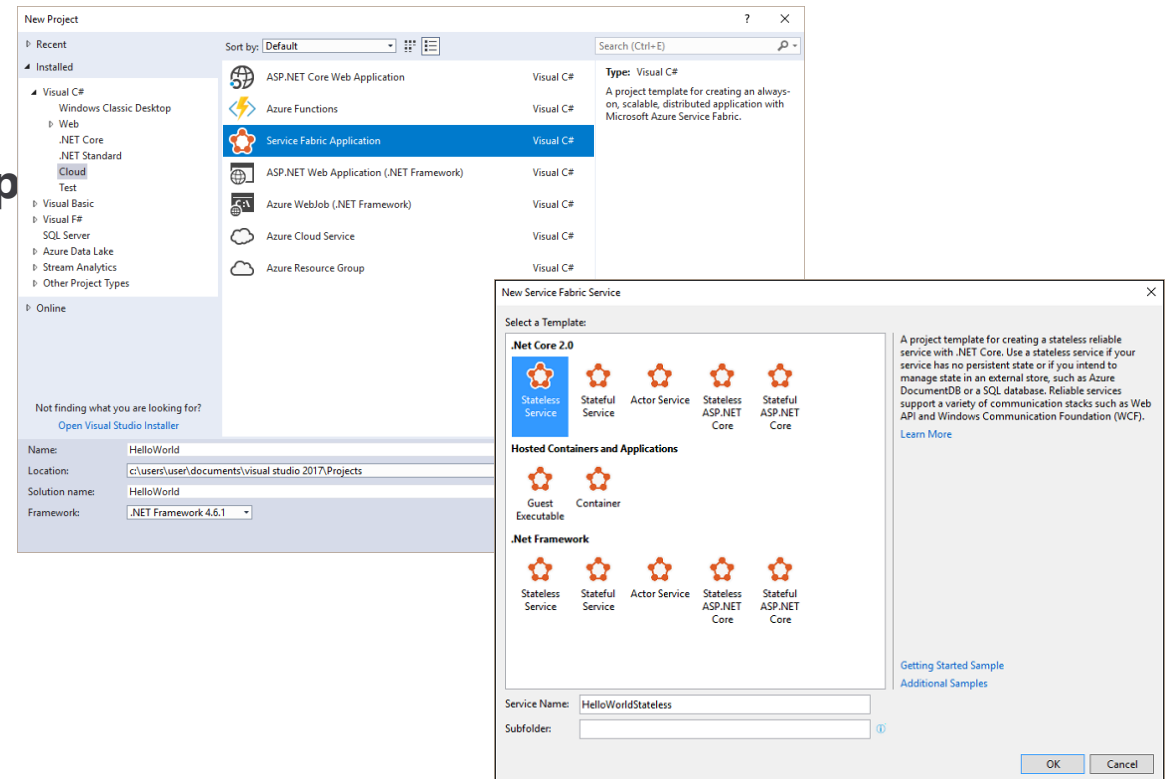 New Project
?
Recent
Sort by: Default
Search (Ctrl+E)
Installed
Visual C#
Windows Classic Desktop
Web
.NET Core
.NET Standard
Cloud
Test
Visual Basic
Visual F#
SQL Server
Azure Data Lake
Stream Analytics
Other Project Types
Online
Not finding what you are looking for?
Open Visual Studio Installer
ASP.NET Core Web Application Visual C#
Azure Functions Visual C#
Service Fabric Application Visual C#
ASP.NET Web Application (.NET Framework) Visual C#
Azure WebJob (.NET Framework) Visual C#
Azure Cloud Service Visual C#
Azure Resource Group Visual C#
Type: Visual C#
A project template for creating an always-
on, scalable, distributed application with
Microsoft Azure Service Fabric.
p
Name: HelloWorld
Location: c:\users\user\documents\visual studio 2017\Projects
Solution name: HelloWorld
Framework: .NET Framework 4.6.1
New Service Fabric Service
Select a Template:
.Net Core 2.0
Stateless
Service
Stateful
Service
Actor Service
Stateless
ASP.NET
Core
Stateful
ASP.NET
Core
Hosted Containers and Applications
Guest
Executable
Container
.Net Framework
Stateless
Service
Stateful
Service
Actor Service
Stateless
ASP.NET
Core
Stateful
ASP.NET
Core
A project template for creating a stateless reliable
service with .NET Core. Use a stateless service if your
service has no persistent state or if you intend to
manage state in an external store, such as Azure
DocumentDB or a SQL database. Reliable services
support a variety of communication stacks such as Web
API and Windows Communication Foundation (WCF).
Learn More
Getting Started Sample
Additional Samples
Service Name: HelloWorldStateless
Subfolder:
OK
Cancel